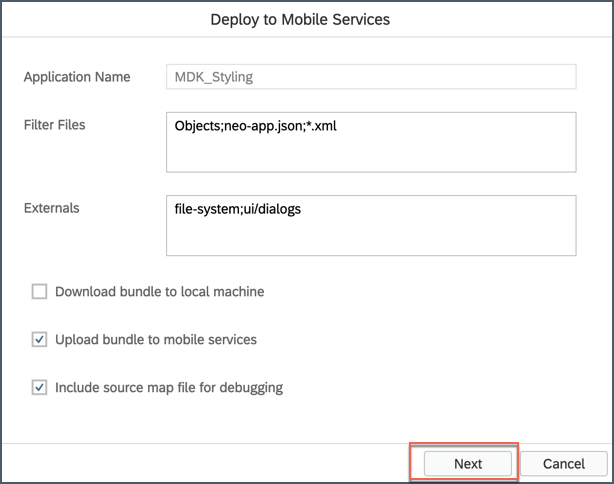 Deploy to Mobile Services
Application Name MDK_Styling
Filter Files Objects;neo-app.json;*.xml
Externals file-system;ui/dialogs
Download bundle to local machine
Upload bundle to mobile services
Include source map file for debugging
Next Cancel